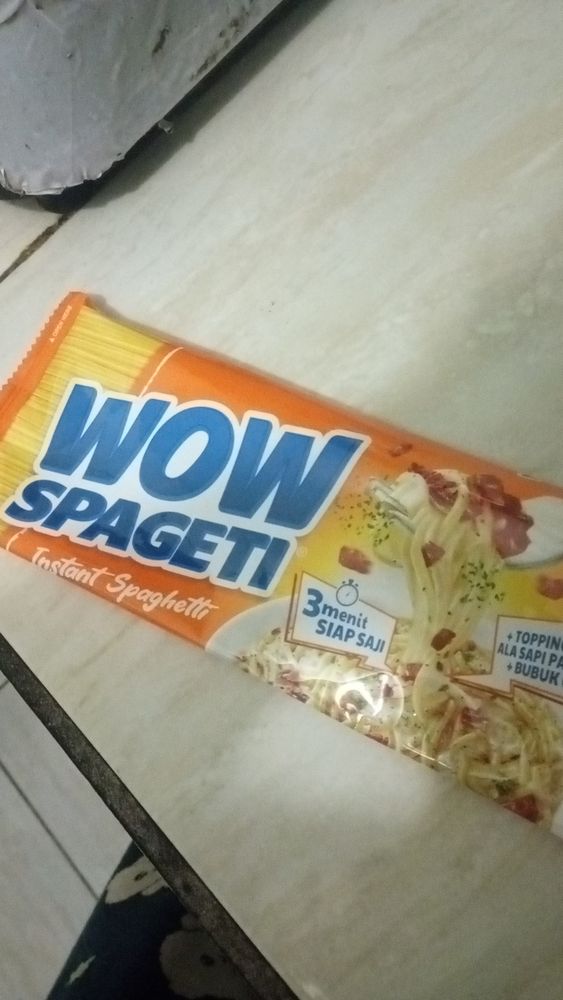 WOW
SPAGETI
Instant Spaghetti
3 menit
SIAP SAJI
+ TOPPING
ALA SAPI
+ BUBUK